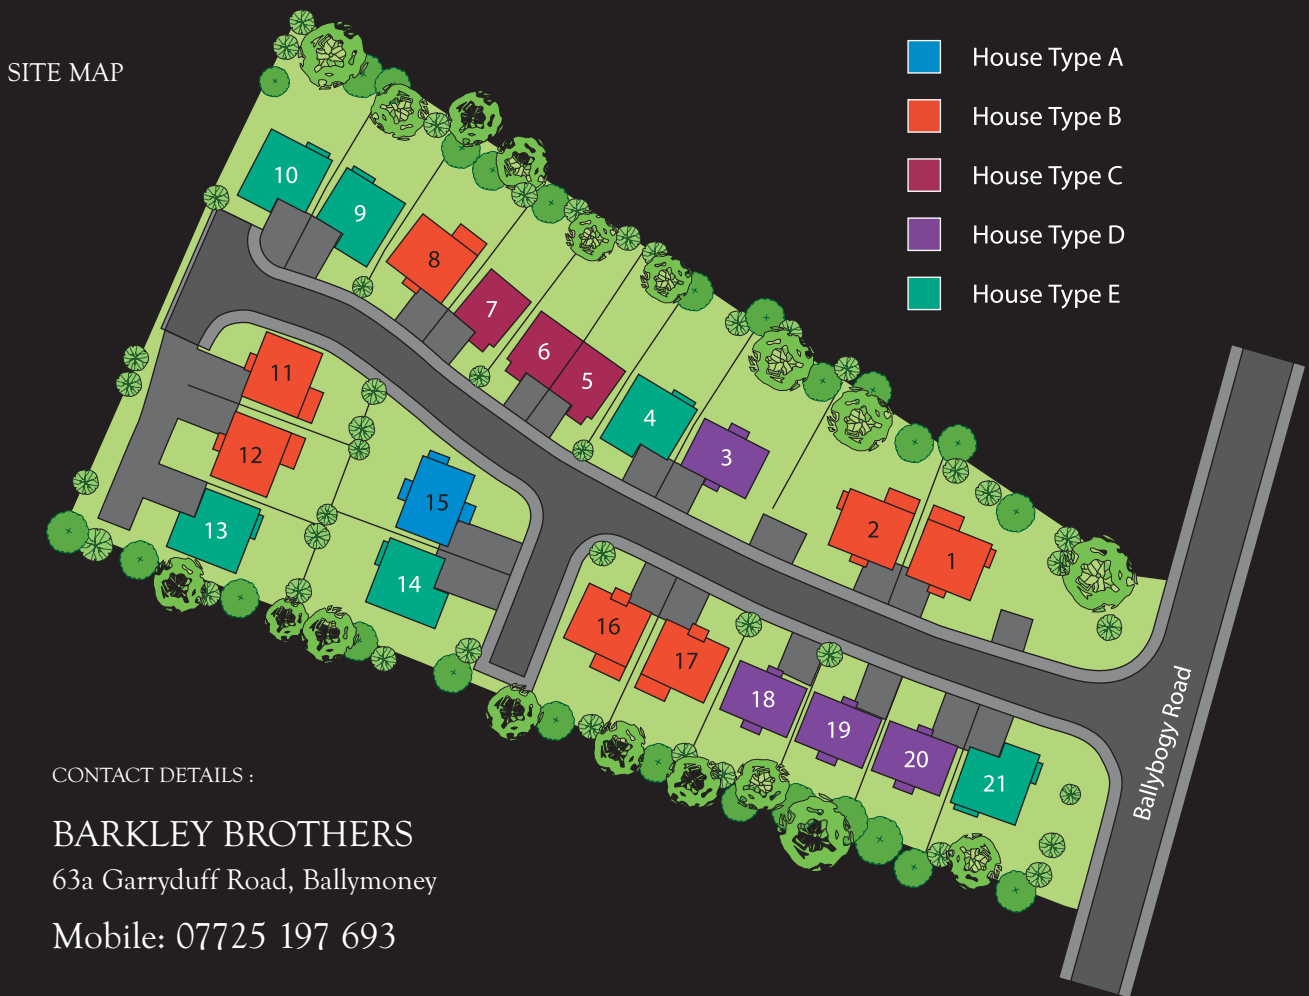 SITE MAP
House Type A
House Type B
House Type C
House Type D
House Type E
10
9
8
7
6
5
4
3
2
1
11
12
13
15
14
16
17
18
19
20
21
Ballybogy Road
CONTACT DETAILS :
BARKLEY BROTHERS
63a Garryduff Road, Ballymoney
Mobile: 07725 197 693